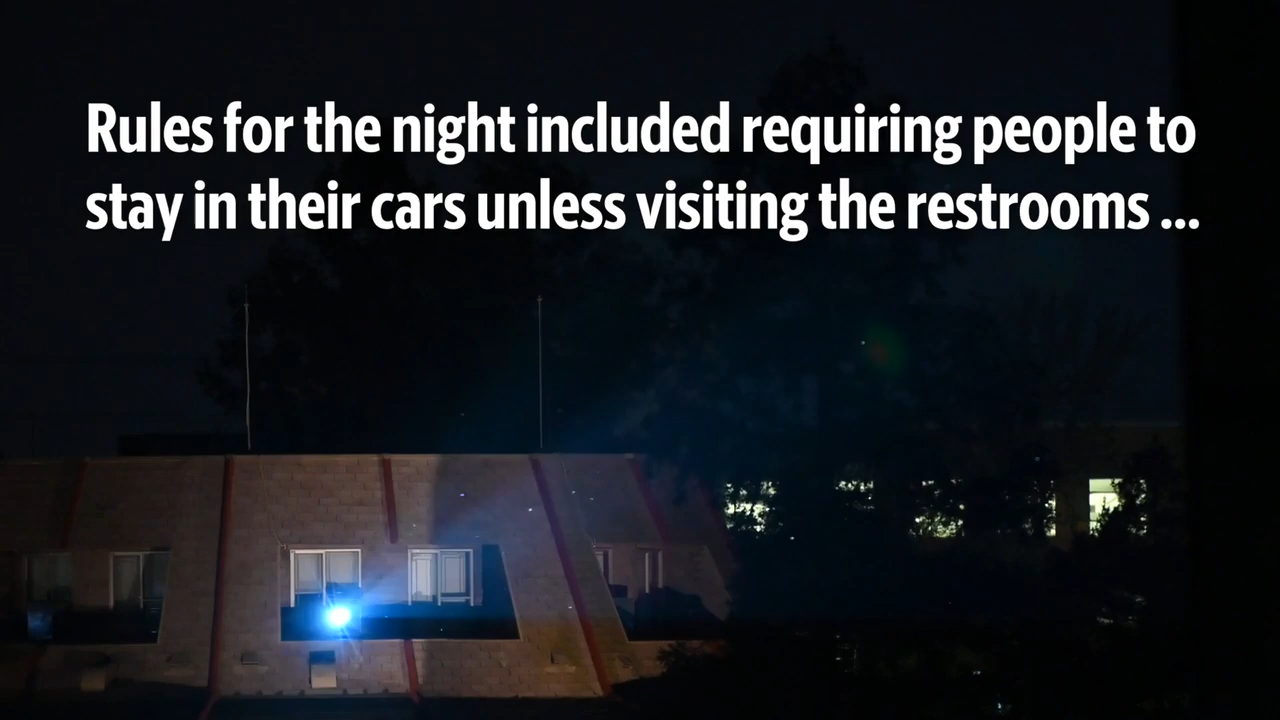 Rules for the night included requiring people to
stay in their cars unless visiting the restrooms ...